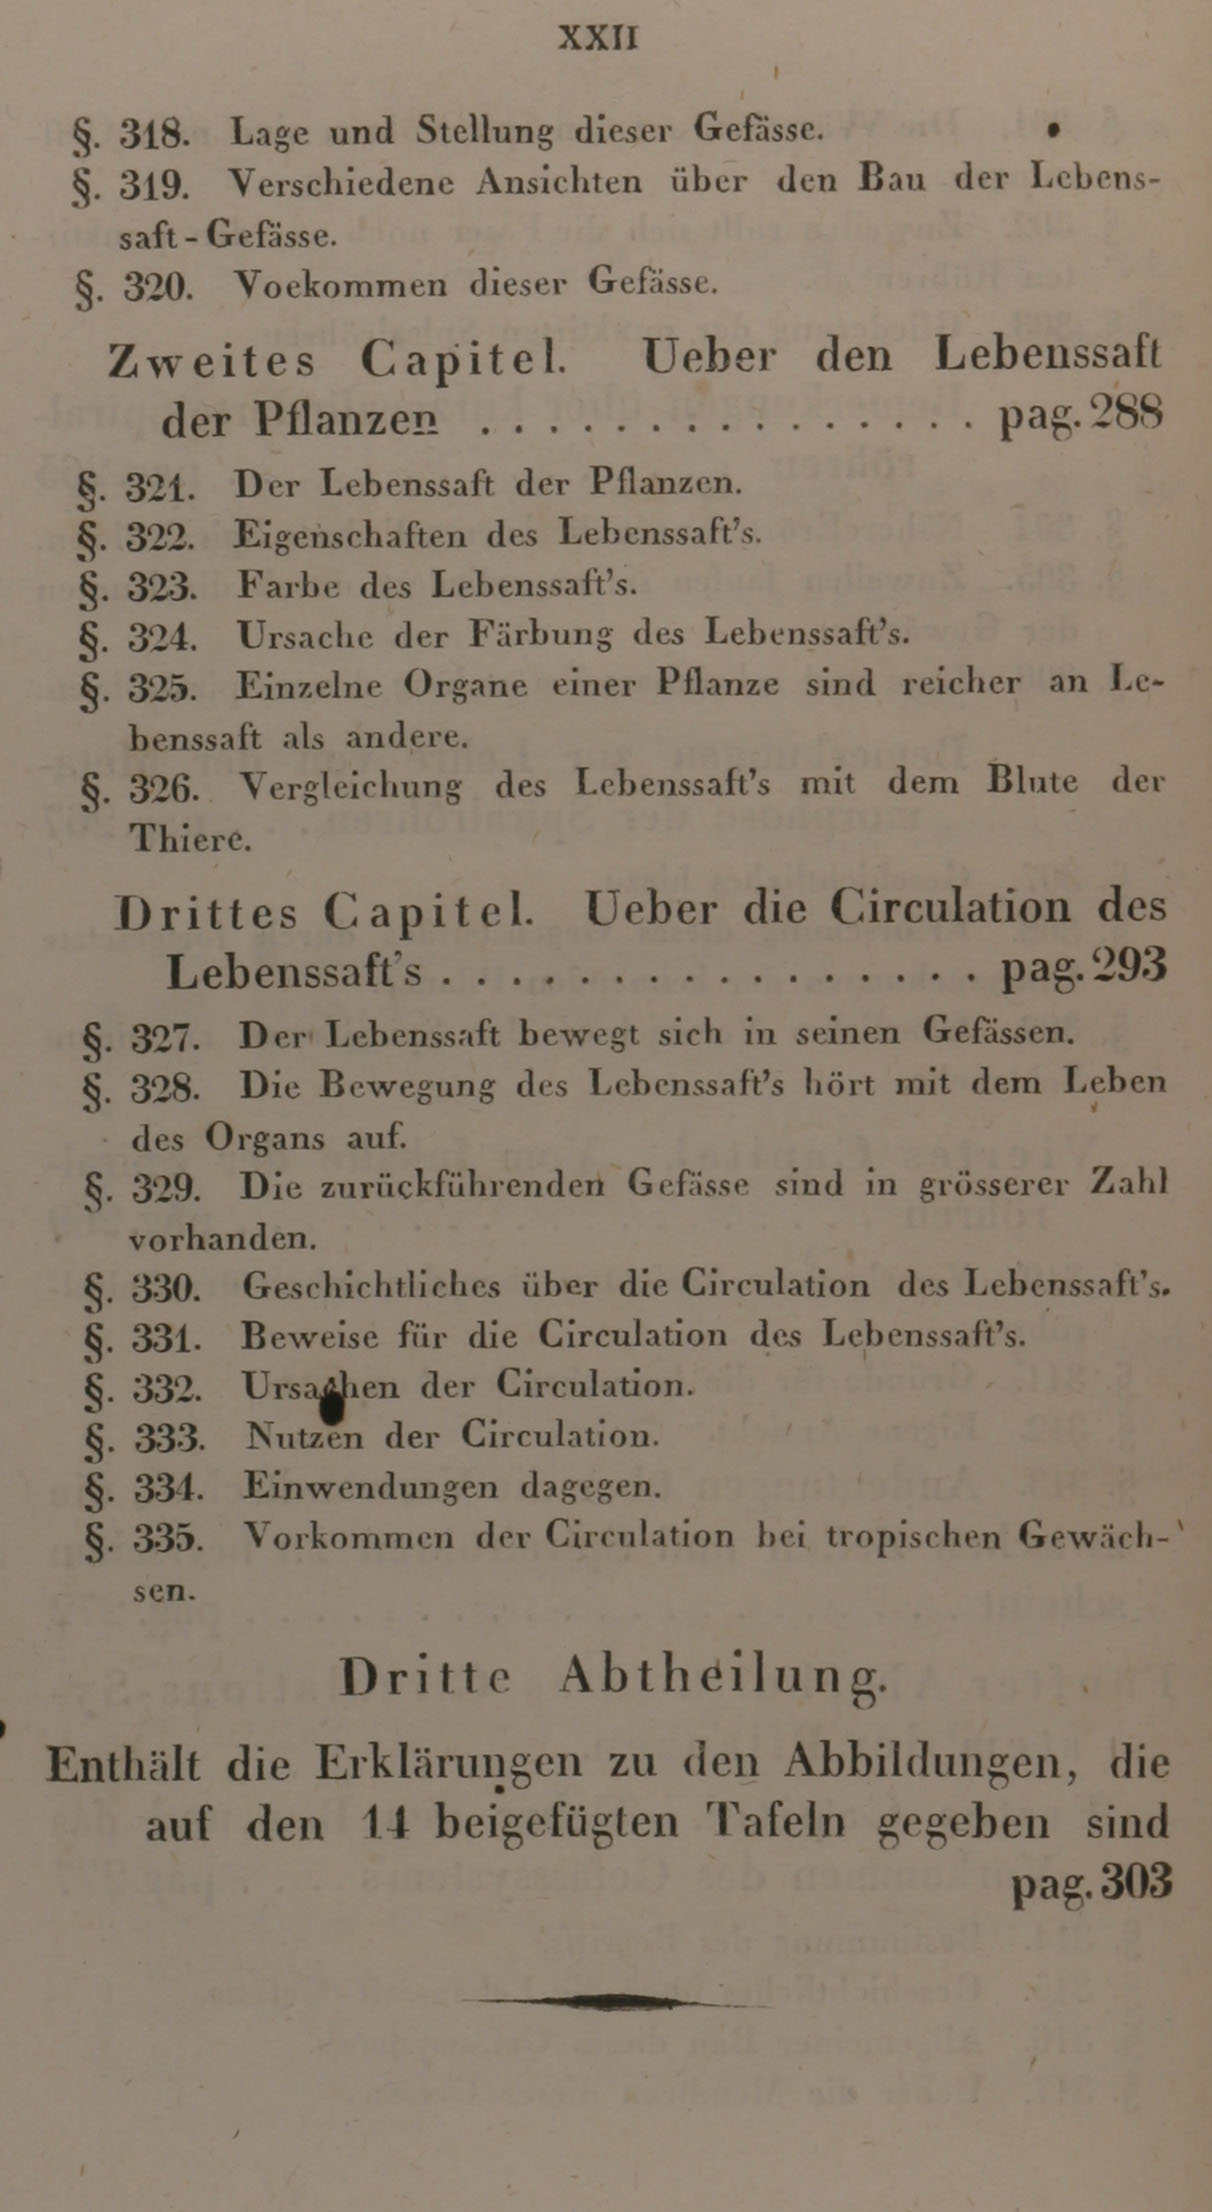 XXII
§. 318. Lage und Stellung dieser Gefässe.
§. 319. Verschiedene Ansichten über den Bau der Lebens-
saft-Gefässe.
§. 320. Voekommen dieser Gefässe.
Zweites Capitel. Ueber den Lebenssaft
der Pflanzen . . . . . . . . . . . . . . . pag. 288
§. 321. Der Lebenssaft der Pflanzen.
§. 322. Eigenschaften des Lebenssaft's.
§. 323. Farbe des Lebenssaft's.
§. 324. Ursache der Färbung des Lebenssaft's.
§. 325. Einzelne Organe einer Pflanze sind reicher an Le-
benssaft als andere.
§. 326. Vergleichung des Lebenssaft's mit dem Blute der
Thiere.
Drittes Capitel. Ueber die Circulation des
Lebenssaft's . . . . . . . . . . . . . . . . pag. 293
§. 327. Der Lebenssaft bewegt sich in seinen Gefässen.
§. 328. Die Bewegung des Lebenssaft's hört mit dem Leben
des Organs auf.
§. 329. Die zurückführenden Gefässe sind in grösserer Zahl
vorhanden.
§. 330. Geschichtliches über die Circulation des Lebenssaft's.
§. 331. Beweise für die Circulation des Lebenssaft's.
§. 332. Ursachen der Circulation.
§. 333. Nutzen der Circulation.
§. 334. Einwendungen dagegen.
§. 335. Vorkommen der Circulation bei tropischen Gewäch-
sen.
Dritte Abtheilung.
Enthält die Erklärungen zu den Abbildungen, die
auf den 14 beigefügten Tafeln gegeben sind
pag. 303